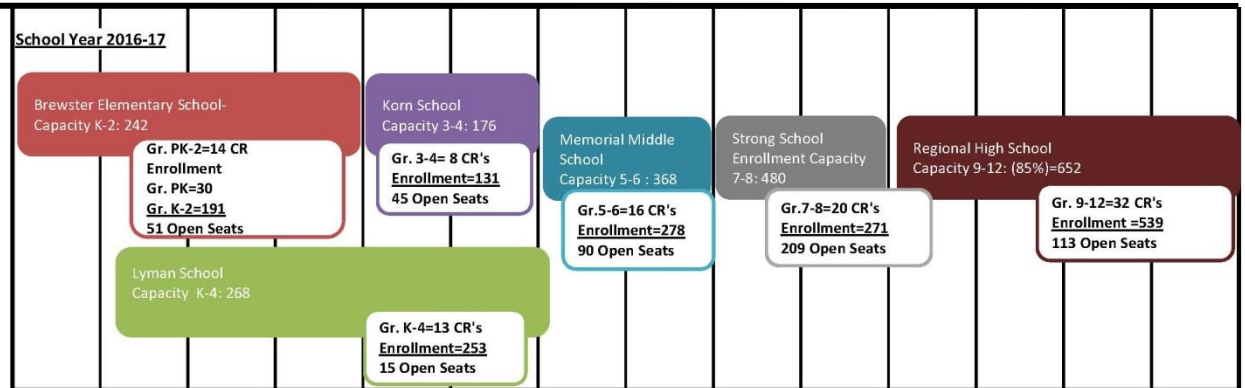 School Year 2016-17
Brewster Elementary School-
Capacity K-2: 242
Gr. PK-2=14 CR
Enrollment
Gr. PK=30
Gr. K-2=191
51 Open Seats
Korn School
Capacity 3-4: 176
Gr. 3-4= 8 CR's
Enrollment=131
45 Open Seats
Memorial Middle
School
Capacity 5-6 : 368
Gr.5-6=16 CR's
Enrollment=278
90 Open Seats
Strong School
Enrollment Capacity
7-8: 480
Gr.7-8=20 CR's
Enrollment=271
209 Open Seats
Regional High School
Capacity 9-12: (85%)=652
Gr. 9-12=32 CR's
Enrollment =539
113 Open Seats
Lyman School
Capacity K-4: 268
Gr. K-4=13 CR's
Enrollment=253
15 Open Seats